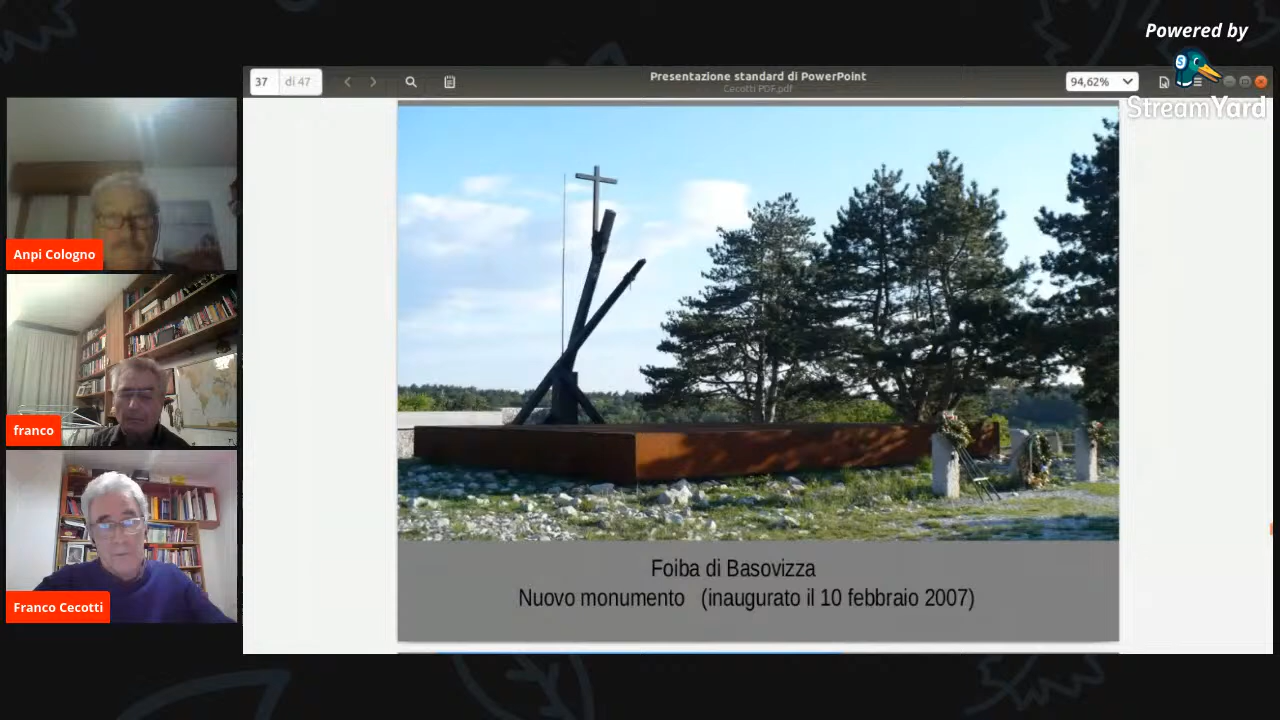 Powered by
StreamYard
37 di 47
Presentazione standard di PowerPoint
Cecotti PDF.pdf
94,62%
Anpi Cologno
franco
Franco Cecotti
Foiba di Basovizza
Nuovo monumento (inaugurato il 10 febbraio 2007)